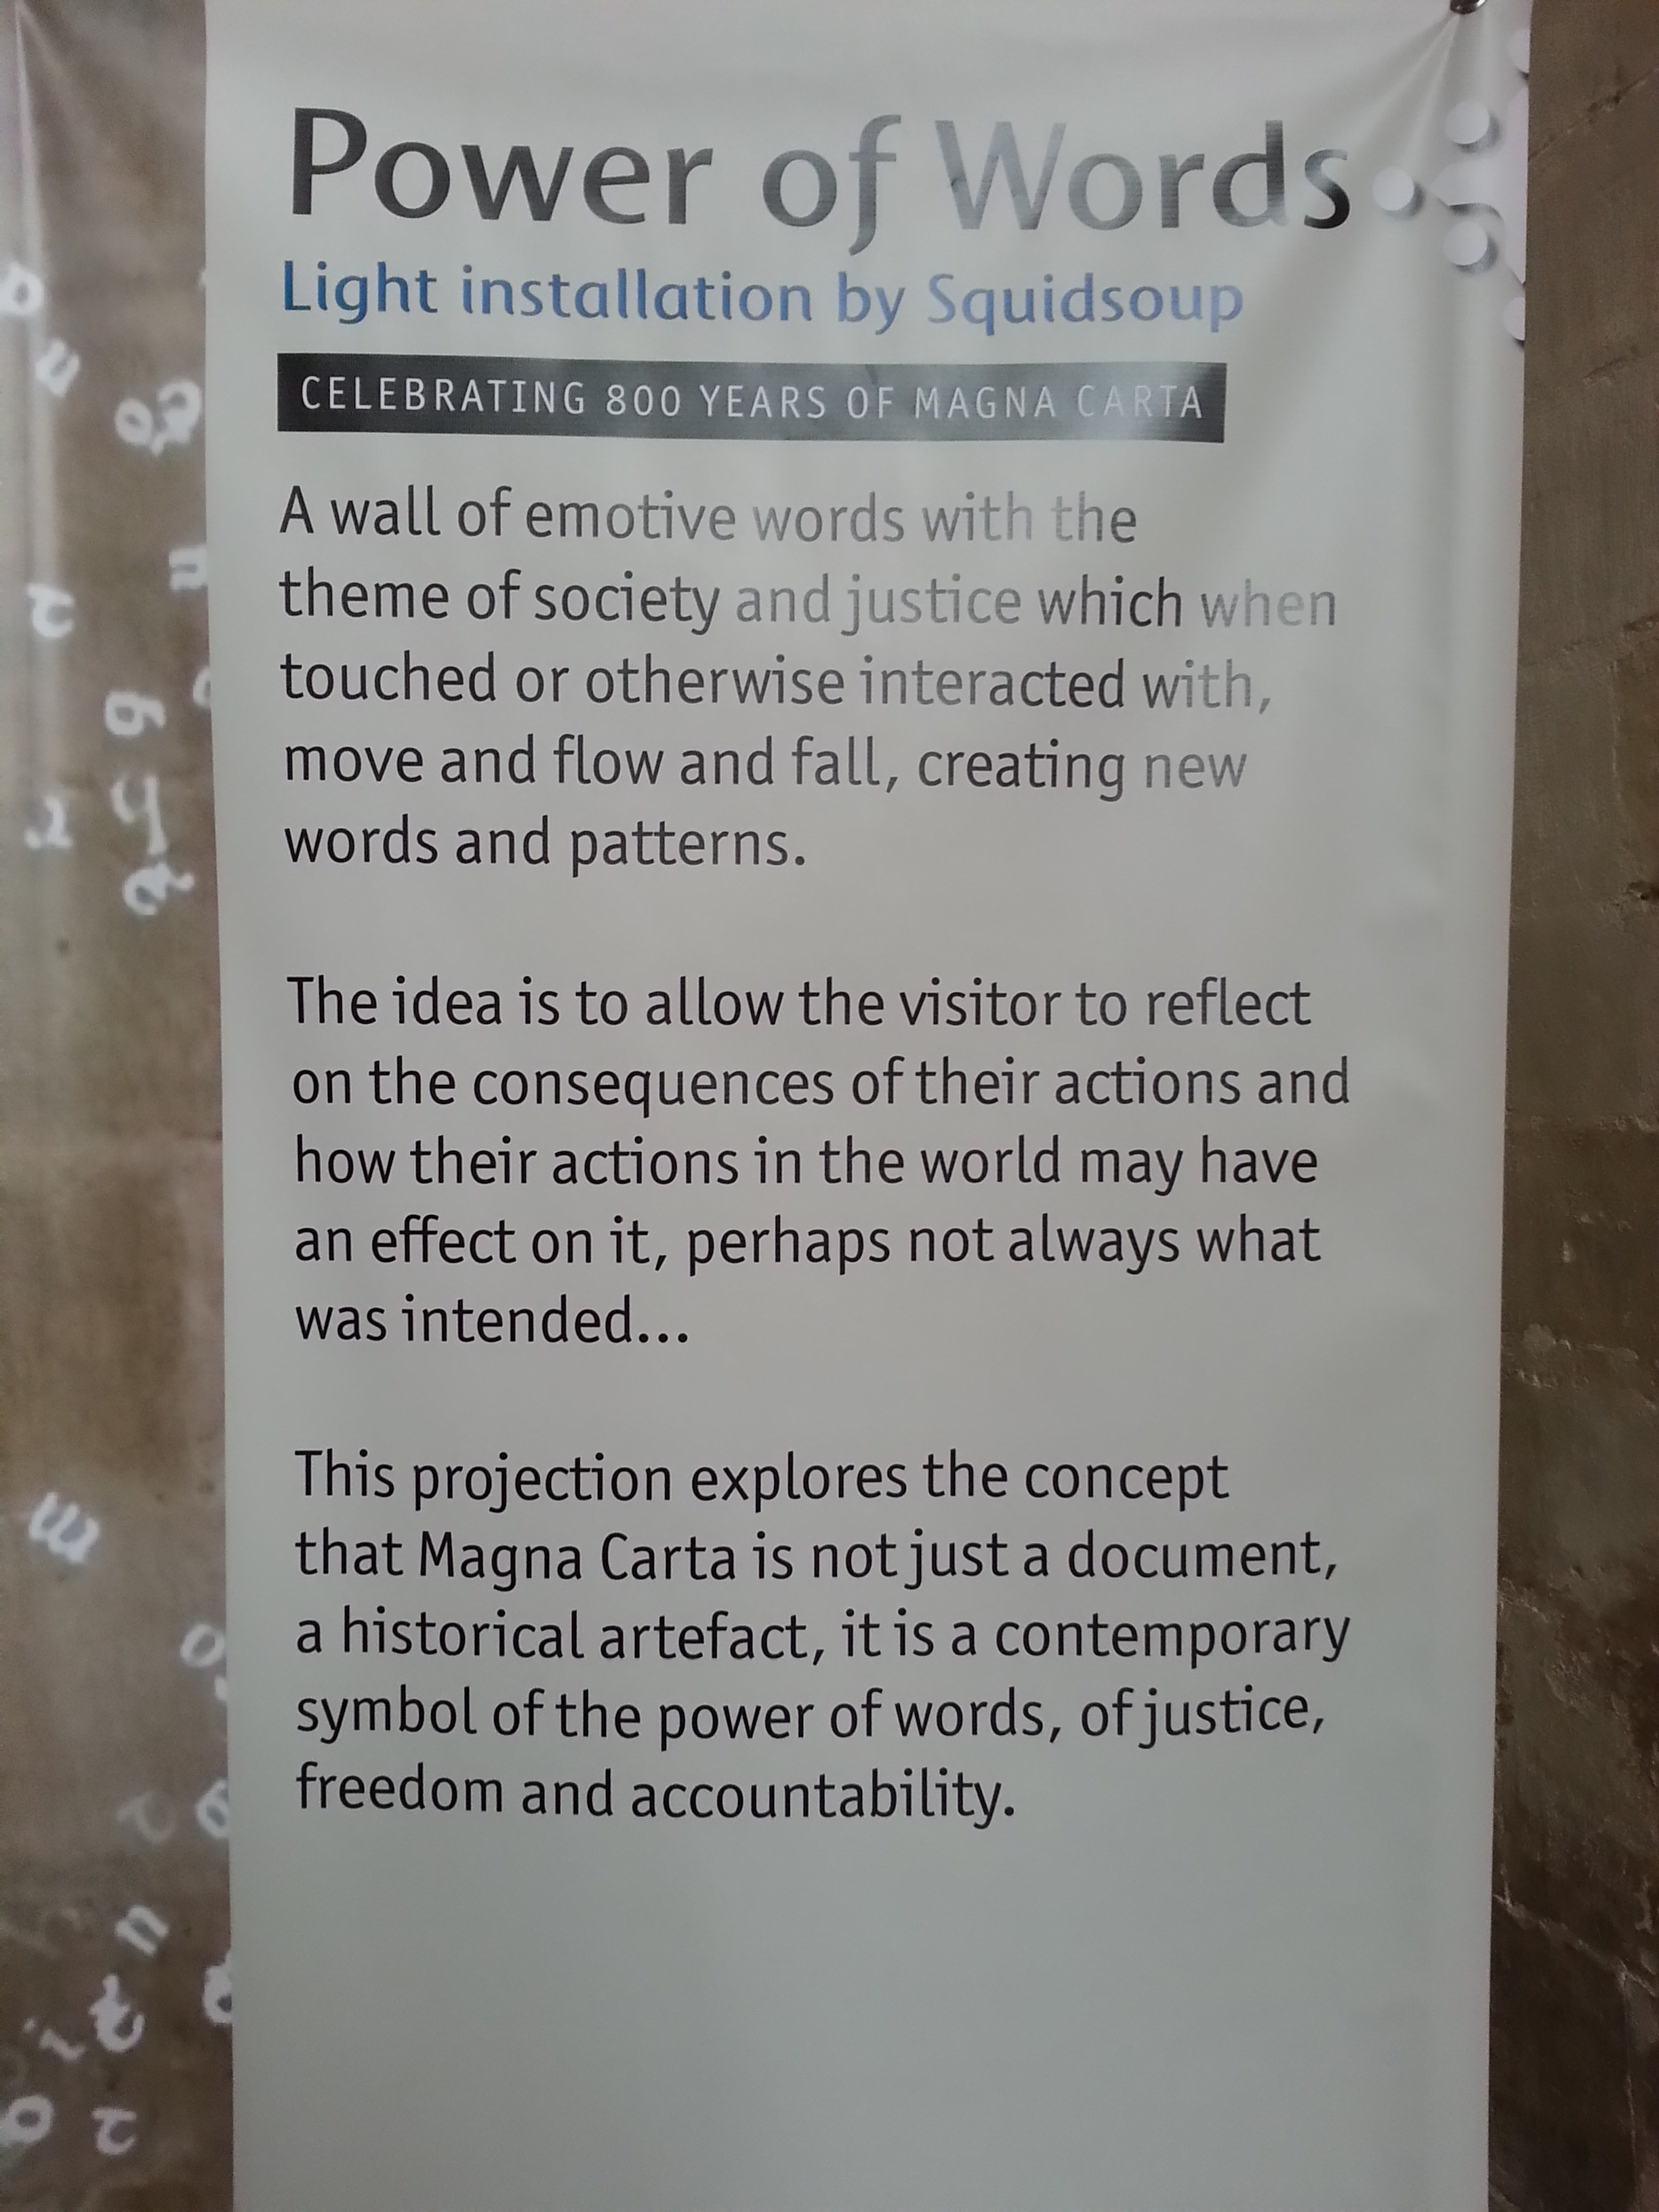 Power of Words
Light installation by Squidsoup
CELEBRATING 800 YEARS OF MAGNA CARTA
A wall of emotive words with the
theme of society and justice which when
touched or otherwise interacted with,
move and flow and fall, creating new
words and patterns.
The idea is to allow the visitor to reflect
on the consequences of their actions and
how their actions in the world may have
an effect on it, perhaps not always what
was intended...
This projection explores the concept
that Magna Carta is not just a document,
a historical artefact, it is a contemporary
symbol of the power of words, of justice,
freedom and accountability.